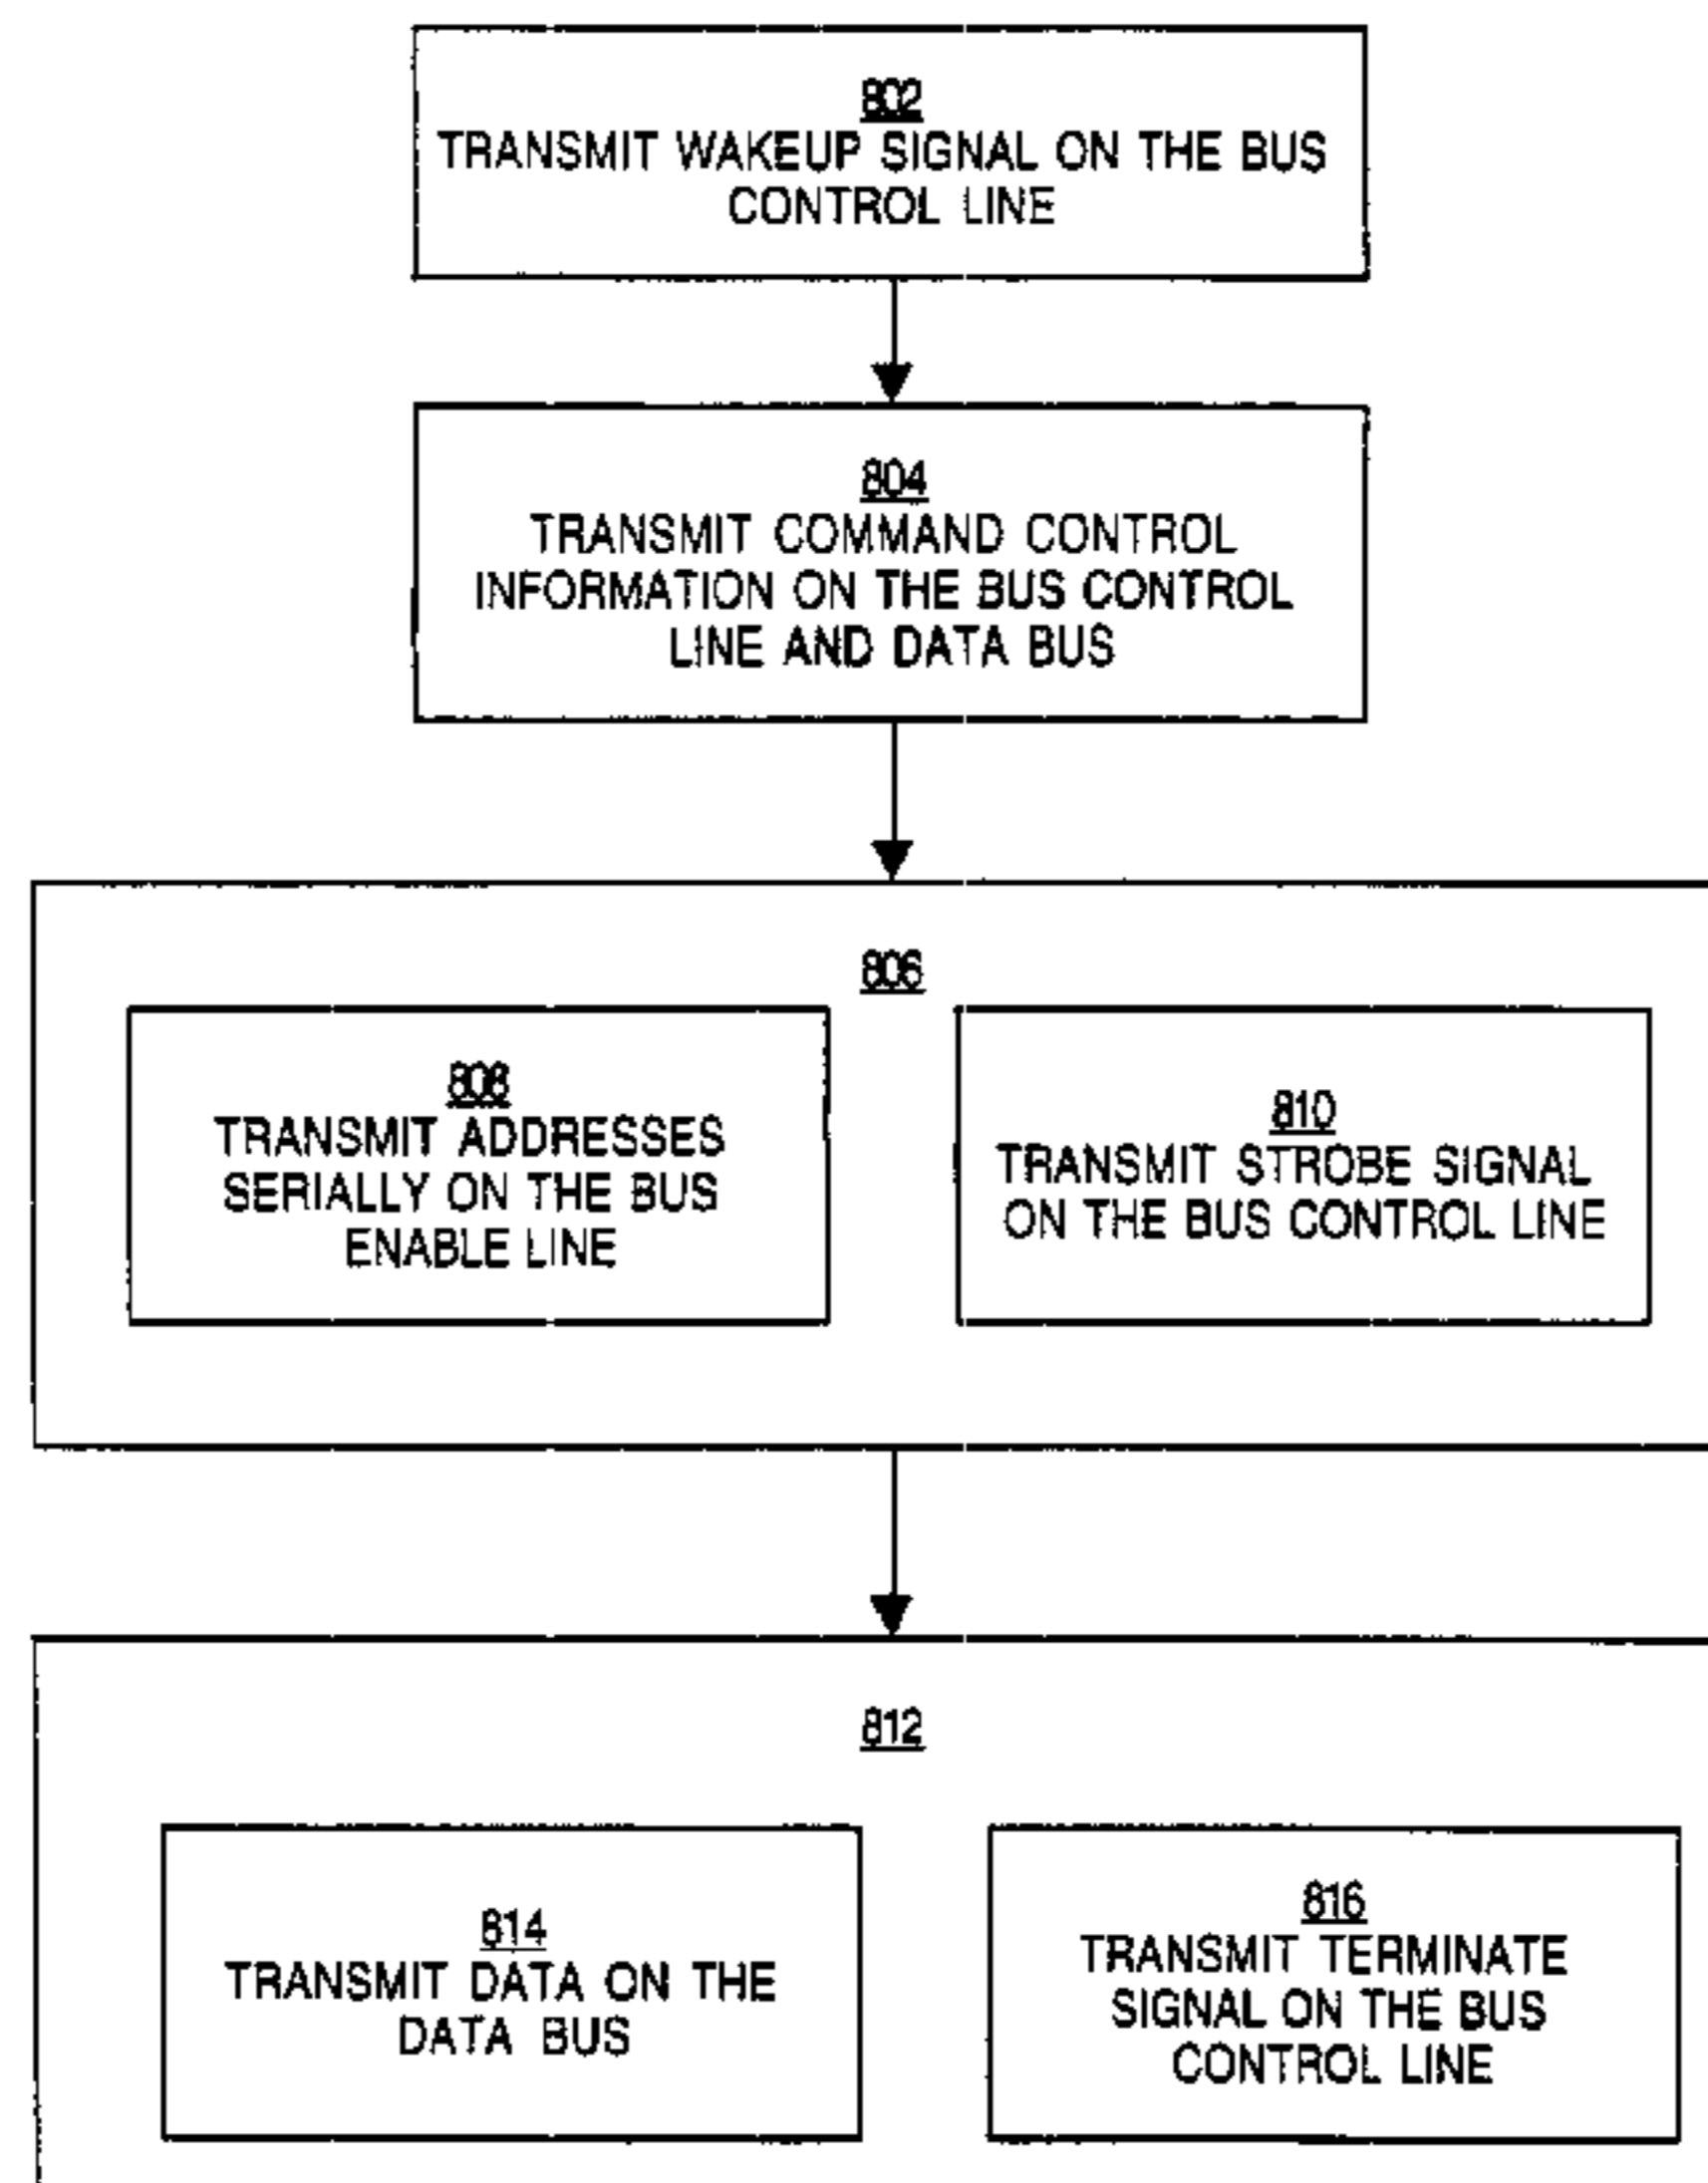 802
TRANSMIT WAKEUP SIGNAL ON THE BUS
CONTROL LINE
804
TRANSMIT COMMAND CONTROL
INFORMATION ON THE BUS CONTROL
LINE AND DATA BUS
806
808
TRANSMIT ADDRESSES
SERIALLY ON THE BUS
ENABLE LINE
810
TRANSMIT STROBE SIGNAL
ON THE BUS CONTROL LINE
812
814
TRANSMIT DATA ON THE
DATA BUS
816
TRANSMIT TERMINATE
SIGNAL ON THE BUS
CONTROL LINE